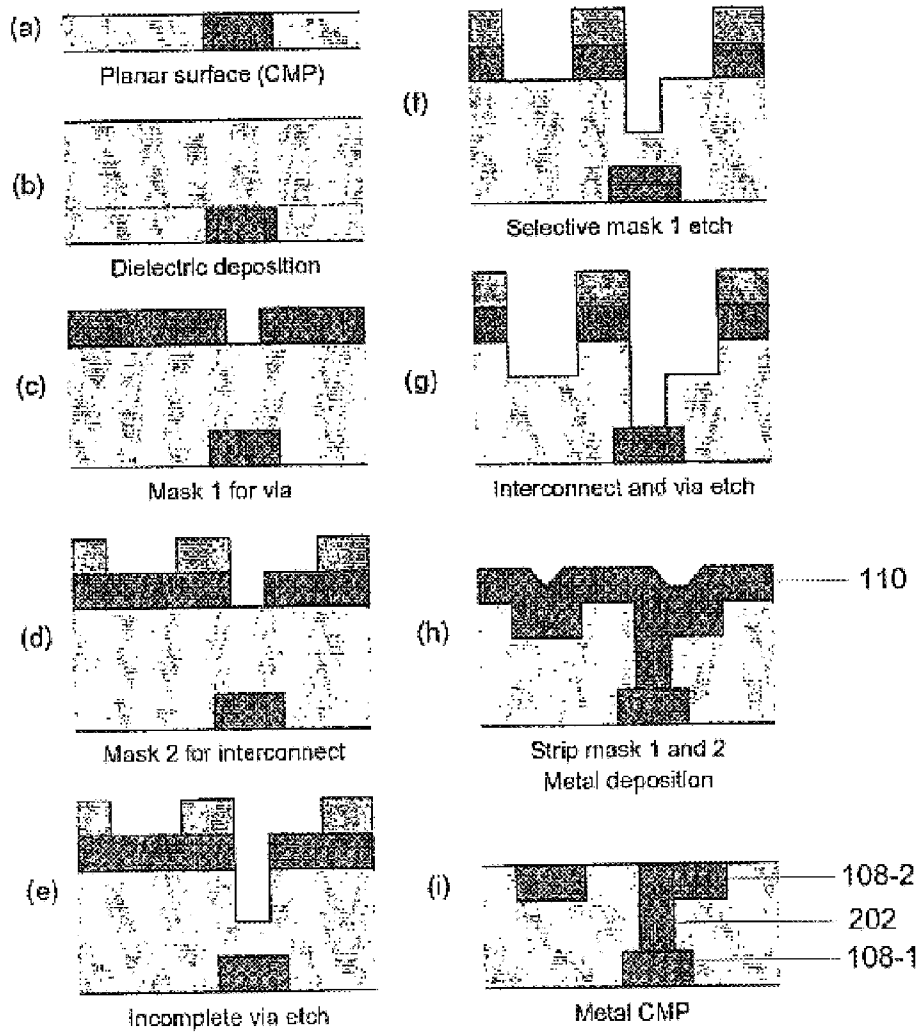 (a)
Planar surface (CMP)
(b)
Dielectric deposition
(c)
Mask 1 for via
(d)
Mask 2 for interconnect
(e)
Incomplete via etch
(f)
Selective mask 1 etch
(g)
Interconnect and via etch
(h)
110
Strip mask 1 and 2
Metal deposition
(i)
108-2
202
108-1
Metal CMP